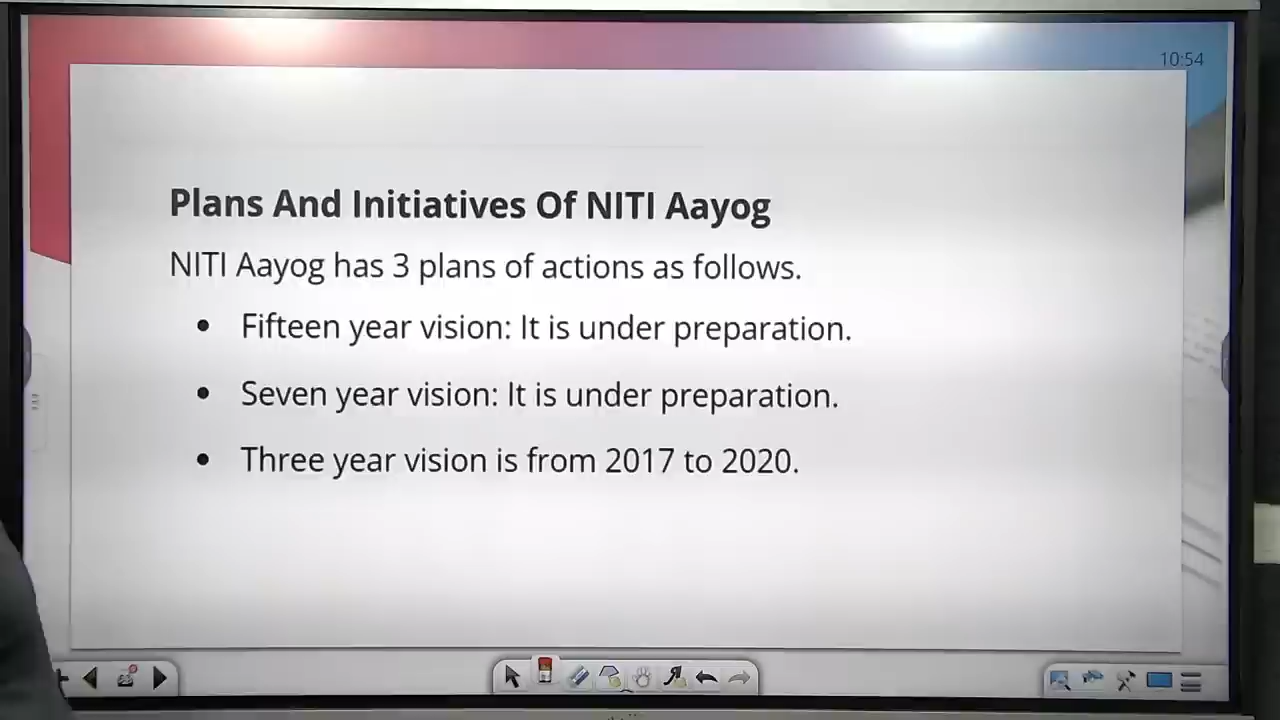 10:54
Plans And Initiatives Of NITI Aayog
NITI Aayog has 3 plans of actions as follows.
• Fifteen year vision: It is under preparation.
• Seven year vision: It is under preparation.
• Three year vision is from 2017 to 2020.